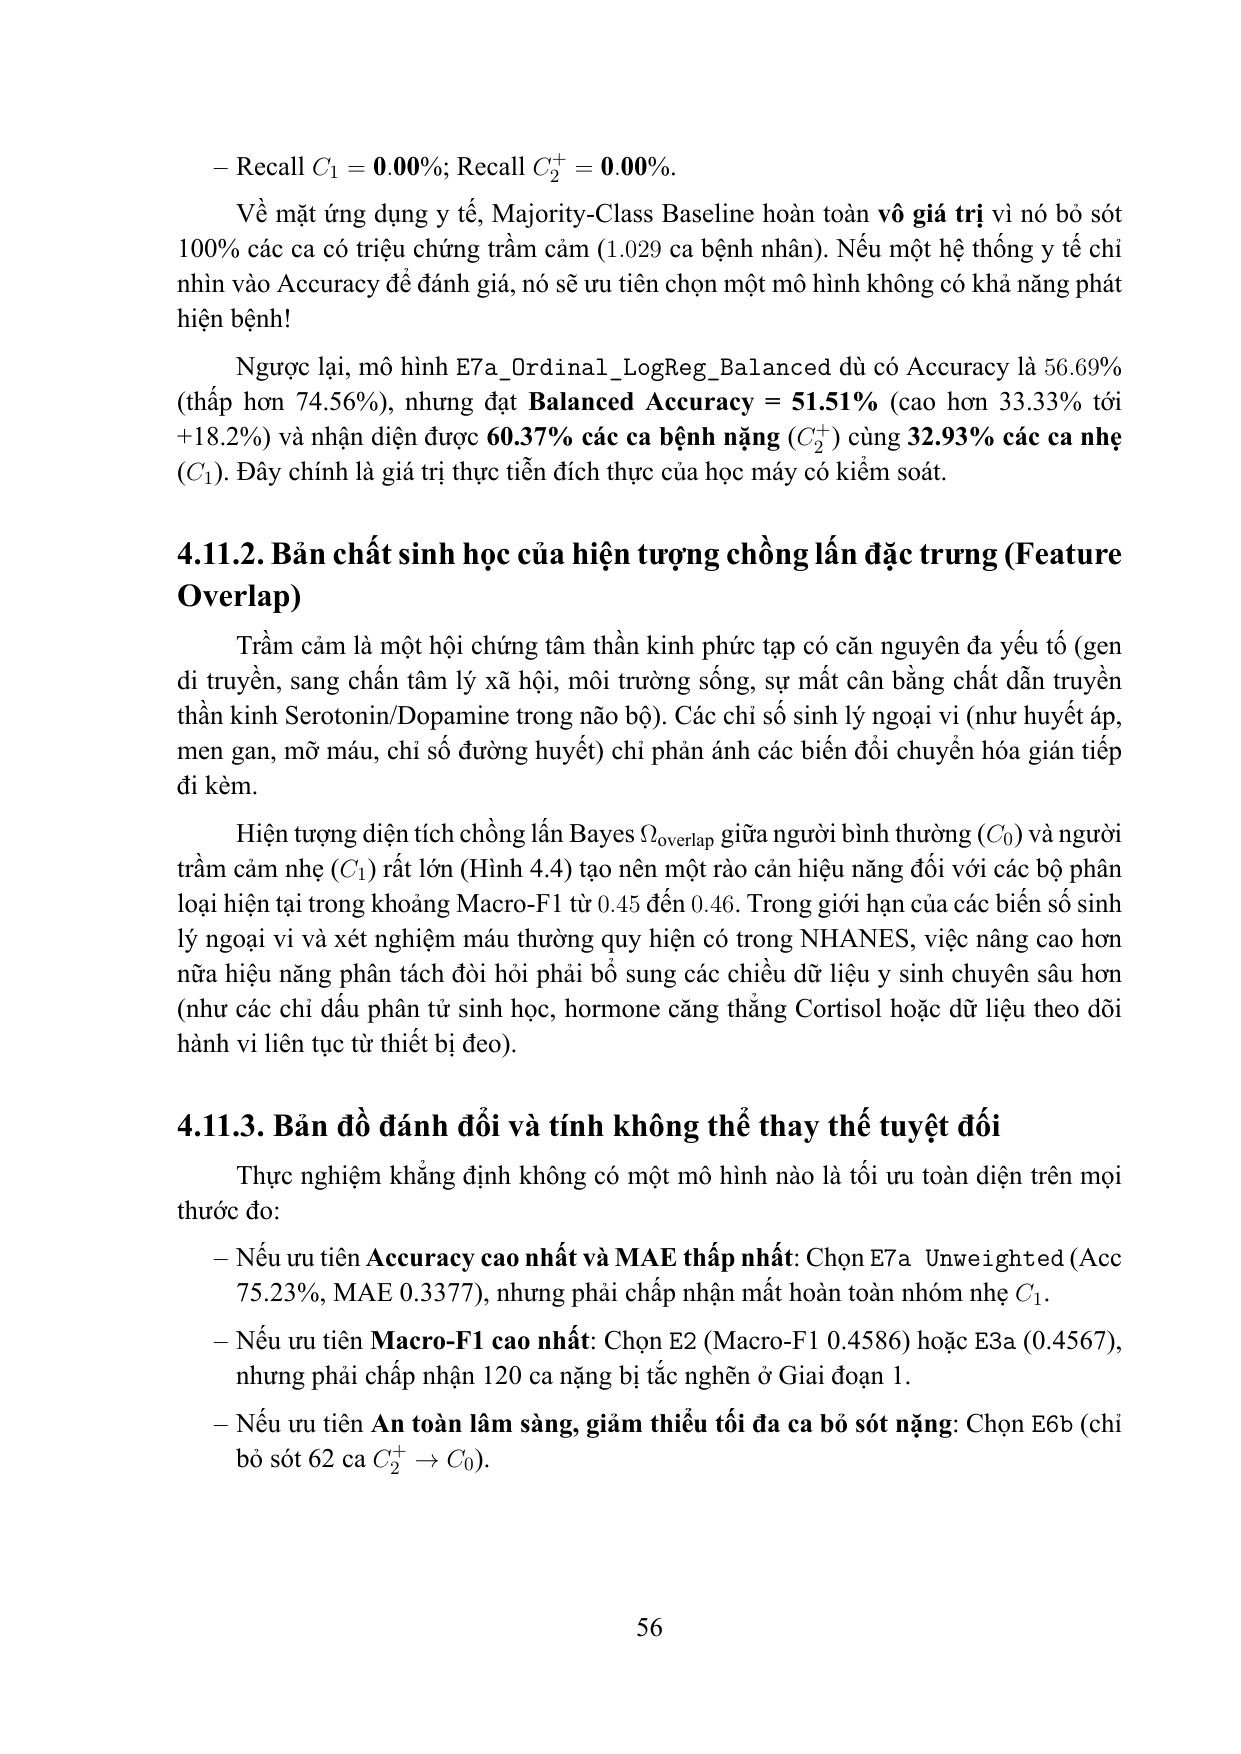 – Recall C₁ = 0.00%; Recall C₂⁺ = 0.00%.
Về mặt ứng dụng y tế, Majority-Class Baseline hoàn toàn vô giá trị vì nó bỏ sót
100% các ca có triệu chứng trầm cảm (1.029 ca bệnh nhân). Nếu một hệ thống y tế chỉ
nhìn vào Accuracy để đánh giá, nó sẽ ưu tiên chọn một mô hình không có khả năng phát
hiện bệnh!
Ngược lại, mô hình E7a_Ordinal_LogReg_Balanced dù có Accuracy là 56.69%
(thấp hơn 74.56%), nhưng đạt Balanced Accuracy = 51.51% (cao hơn 33.33% tới
+18.2%) và nhận diện được 60.37% các ca bệnh nặng (C₂⁺) cùng 32.93% các ca nhẹ
(C₁). Đây chính là giá trị thực tiễn đích thực của học máy có kiểm soát.
4.11.2. Bản chất sinh học của hiện tượng chồng lấn đặc trưng (Feature
Overlap)
Trầm cảm là một hội chứng tâm thần kinh phức tạp có căn nguyên đa yếu tố (gen
di truyền, sang chấn tâm lý xã hội, môi trường sống, sự mất cân bằng chất dẫn truyền
thần kinh Serotonin/Dopamine trong não bộ). Các chỉ số sinh lý ngoại vi (như huyết áp,
men gan, mỡ máu, chỉ số đường huyết) chỉ phản ánh các biến đổi chuyển hóa gián tiếp
đi kèm.
Hiện tượng diện tích chồng lấn Bayes Ω_overlap giữa người bình thường (C₀) và người
trầm cảm nhẹ (C₁) rất lớn (Hình 4.4) tạo nên một rào cản hiệu năng đối với các bộ phân
loại hiện tại trong khoảng Macro-F1 từ 0.45 đến 0.46. Trong giới hạn của các biến số sinh
lý ngoại vi và xét nghiệm máu thường quy hiện có trong NHANES, việc nâng cao hơn
nữa hiệu năng phân tách đòi hỏi phải bổ sung các chiều dữ liệu y sinh chuyên sâu hơn
(như các chỉ dấu phân tử sinh học, hormone căng thẳng Cortisol hoặc dữ liệu theo dõi
hành vi liên tục từ thiết bị đeo).
4.11.3. Bản đồ đánh đổi và tính không thể thay thế tuyệt đối
Thực nghiệm khẳng định không có một mô hình nào là tối ưu toàn diện trên mọi
thước đo:
– Nếu ưu tiên Accuracy cao nhất và MAE thấp nhất: Chọn E7a Unweighted (Acc
75.23%, MAE 0.3377), nhưng phải chấp nhận mất hoàn toàn nhóm nhẹ C₁.
– Nếu ưu tiên Macro-F1 cao nhất: Chọn E2 (Macro-F1 0.4586) hoặc E3a (0.4567),
nhưng phải chấp nhận 120 ca nặng bị tắc nghẽn ở Giai đoạn 1.
– Nếu ưu tiên An toàn lâm sàng, giảm thiểu tối đa ca bỏ sót nặng: Chọn E6b (chỉ
bỏ sót 62 ca C₂⁺ → C₀).
56